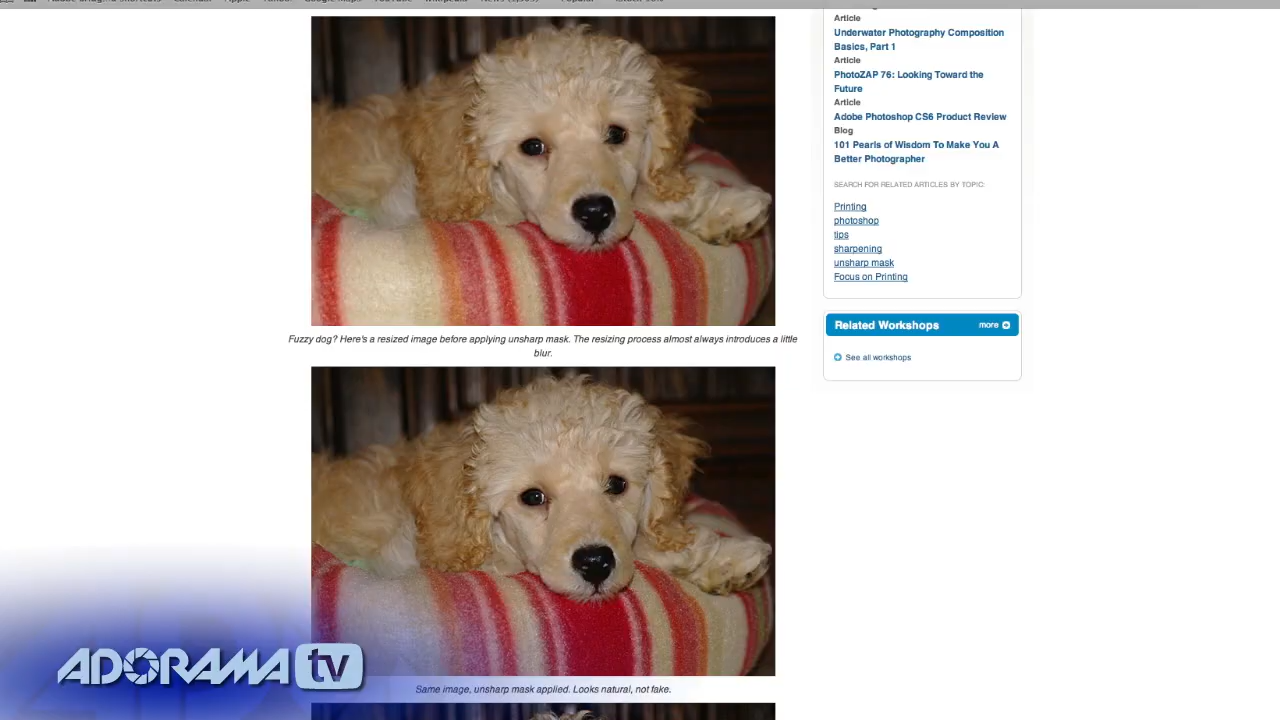 Article
Underwater Photography Composition
Basics, Part 1
Article
PhotoZAP 76: Looking Toward the
Future
Article
Adobe Photoshop CS6 Product Review
Blog
101 Pearls of Wisdom To Make You A
Better Photographer
SEARCH FOR RELATED ARTICLES BY TOPIC:
Printing
photoshop
tips
sharpening
unsharp mask
Focus on Printing
Related Workshops more
See all workshops
Fuzzy dog? Here's a resized image before applying unsharp mask. The resizing process almost always introduces a little
blur.
Same image, unsharp mask applied. Looks natural, not fake.
ADORAMA tv